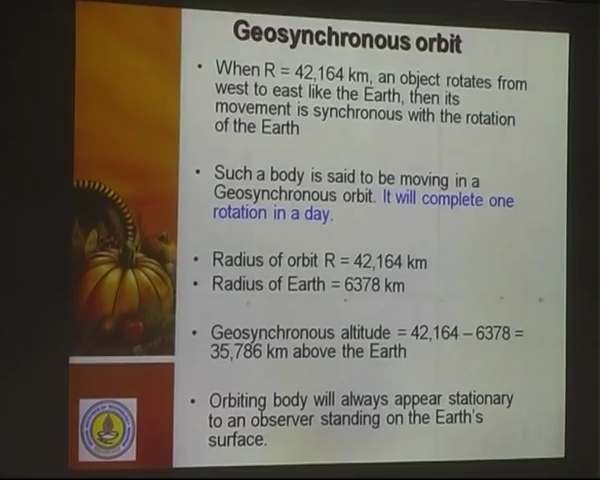 Geosynchronous orbit
• When R = 42,164 km, an object rotates from
west to east like the Earth, then its
movement is synchronous with the rotation
of the Earth
• Such a body is said to be moving in a
Geosynchronous orbit. It will complete one
rotation in a day.
• Radius of orbit R = 42,164 km
• Radius of Earth = 6378 km
• Geosynchronous altitude = 42,164 – 6378 =
35,786 km above the Earth
• Orbiting body will always appear stationary
to an observer standing on the Earth's
surface.